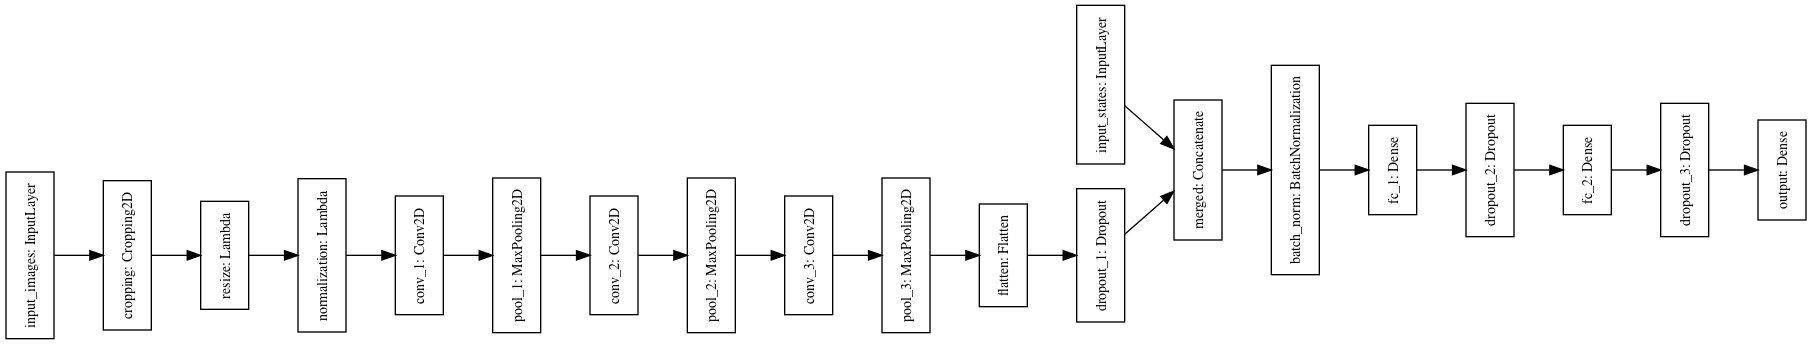 input_images: InputLayer
cropping: Cropping2D
resize: Lambda
normalization: Lambda
conv_1: Conv2D
pool_1: MaxPooling2D
conv_2: Conv2D
pool_2: MaxPooling2D
conv_3: Conv2D
pool_3: MaxPooling2D
flatten: Flatten
input_states: InputLayer
dropout_1: Dropout
merged: Concatenate
batch_norm: BatchNormalization
fc_1: Dense
dropout_2: Dropout
fc_2: Dense
dropout_3: Dropout
output: Dense